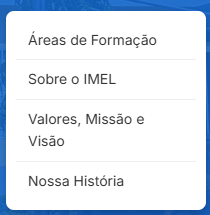 Áreas de Formação
Sobre o IMEL
Valores, Missão e
Visão
Nossa História